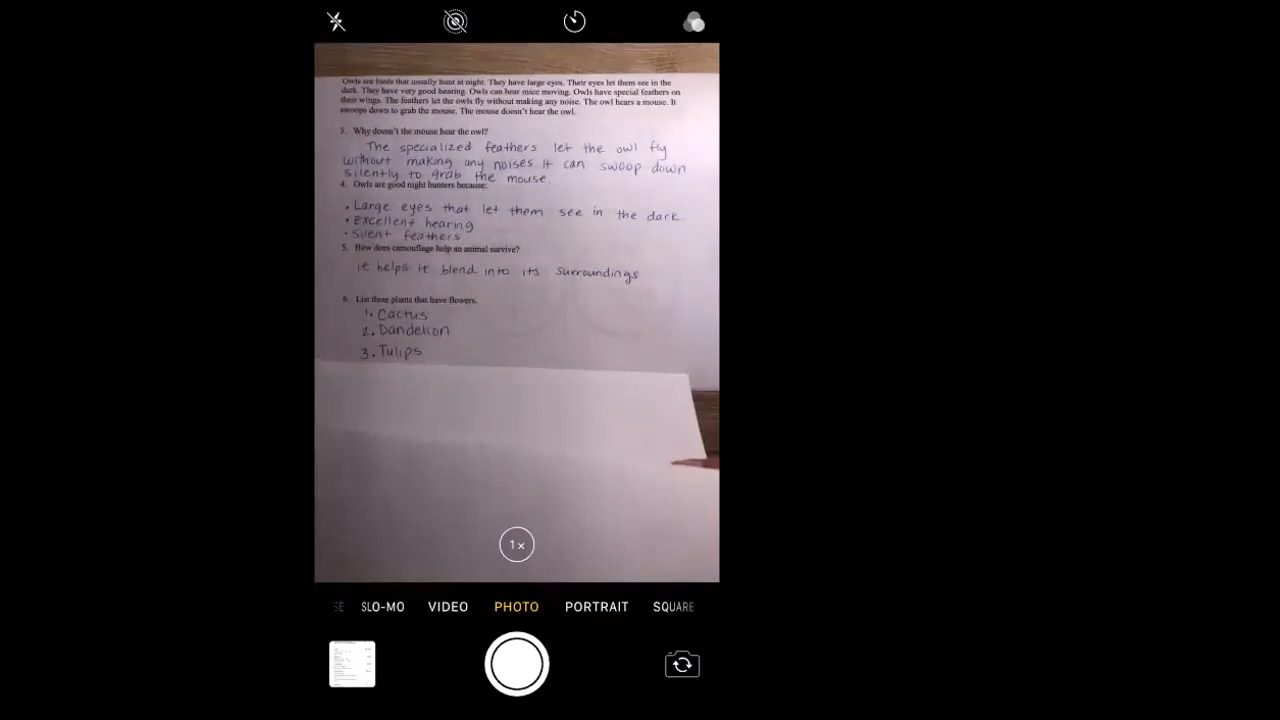 Owls are birds that usually hunt at night. They have large eyes. Their eyes let them see in the
dark. They have very good hearing. Owls can hear mice moving. Owls have special feathers on
their wings. The feathers let the owls fly without making any noise. The owl hears a mouse. It
swoops down to grab the mouse. The mouse doesn't hear the owl.
3. Why doesn't the mouse hear the owl?
The specialized feathers let the owl fly
without making any noises It can swoop down
silently to grab the mouse.
4. Owls are good night hunters because:
• Large eyes that let them see in the dark.
• Excellent hearing
• Silent feathers
5. How does camouflage help an animal survive?
it helps it blend into its surroundings
6. List three plants that have flowers.
1. Cactus
2. Dandelion
3. Tulips
1×
SLO-MO VIDEO PHOTO PORTRAIT SQUARE